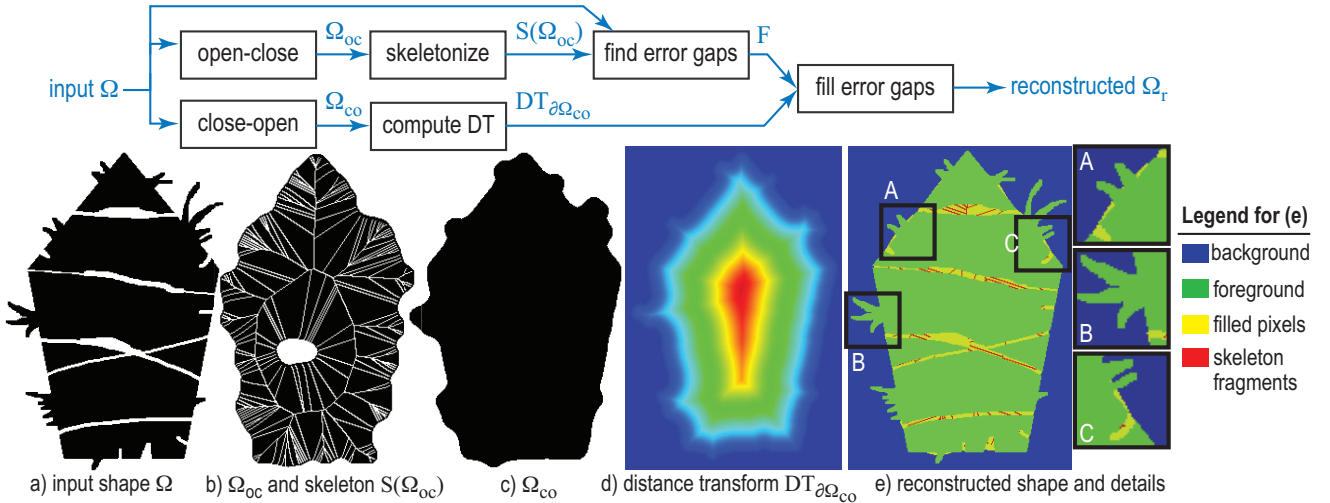 Ω_oc S(Ω_oc) F
open-close skeletonize find error gaps
input Ω fill error gaps reconstructed Ω_r
Ω_co DT_∂Ω_co
close-open compute DT
A
B
C
A
B
C
Legend for (e)
background
foreground
filled pixels
skeleton
fragments
a) input shape Ω
b) Ω_oc and skeleton S(Ω_oc)
c) Ω_co
d) distance transform DT_∂Ω_co
e) reconstructed shape and details